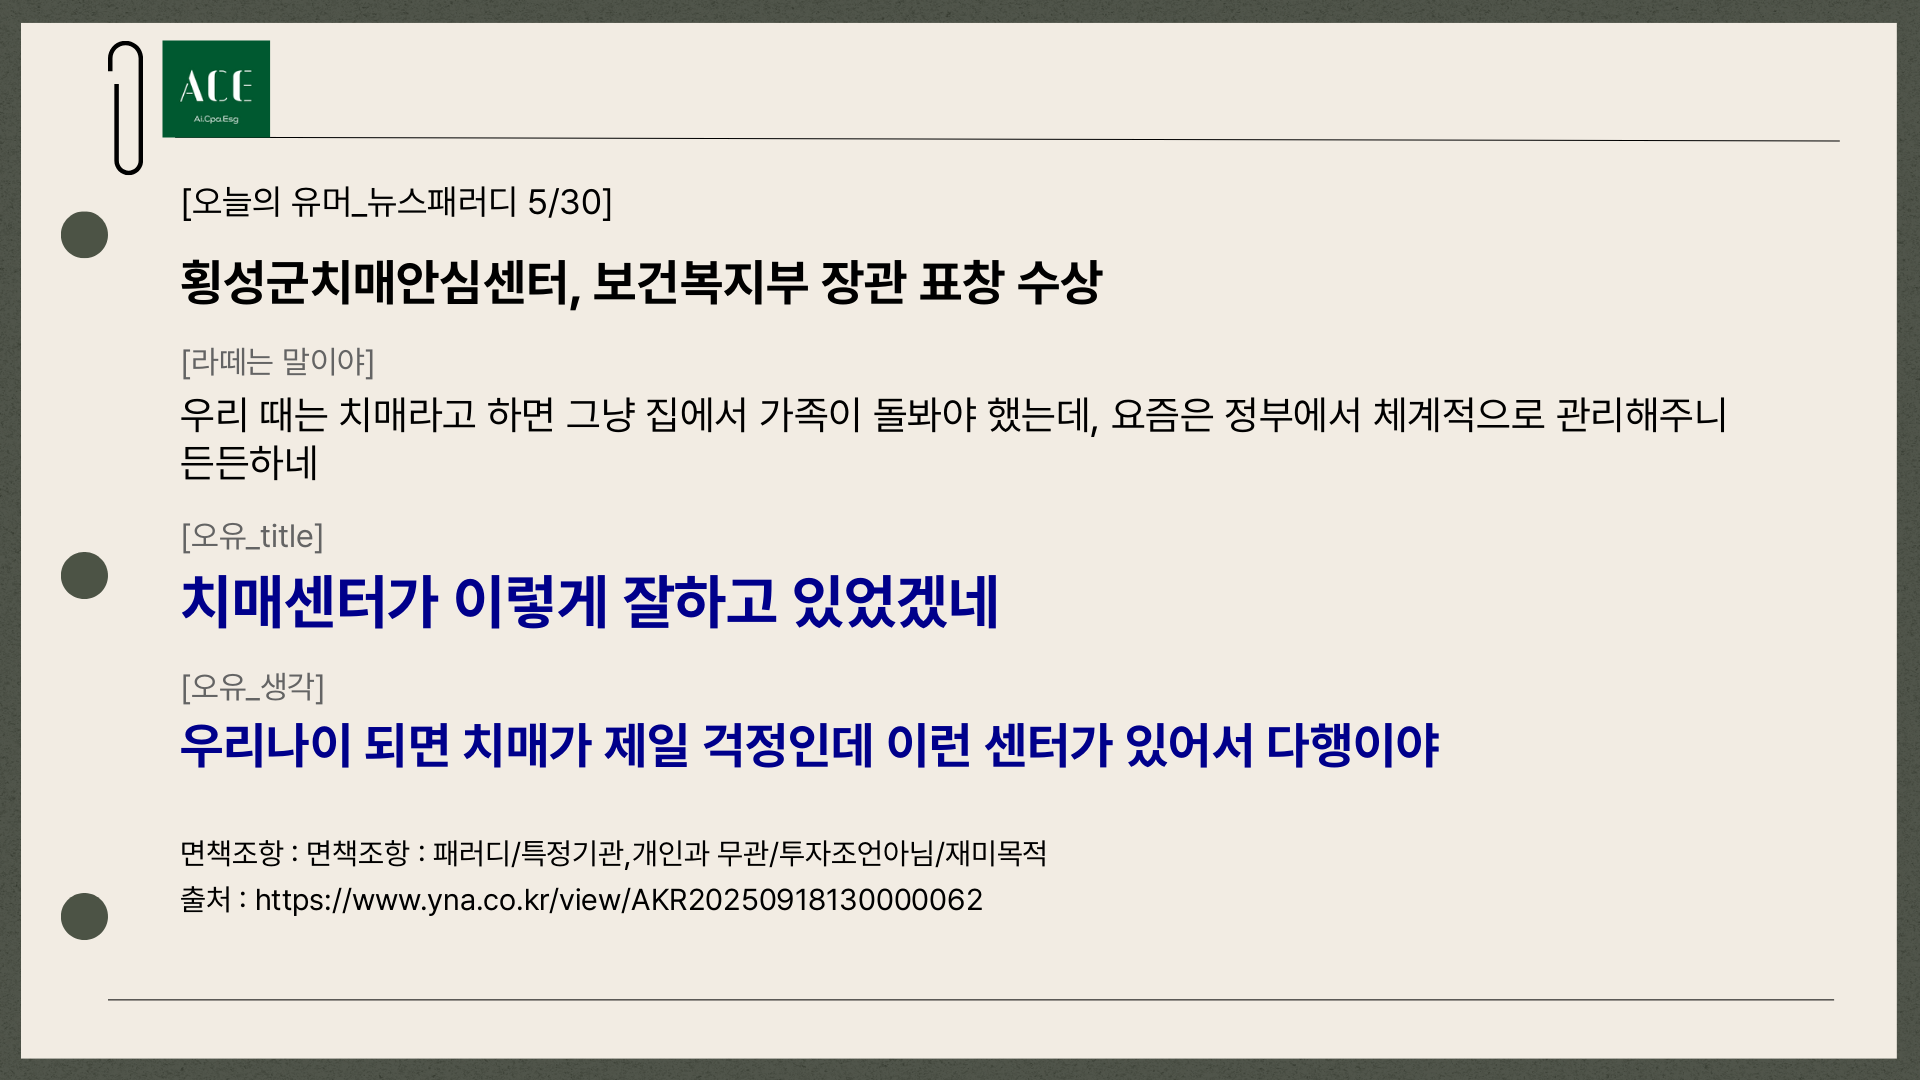 ACE
Ai.Cpa.Esg
[오늘의 유머_뉴스패러디 5/30]
횡성군치매안심센터, 보건복지부 장관 표창 수상
[라떼는 말이야]
우리 때는 치매라고 하면 그냥 집에서 가족이 돌봐야 했는데, 요즘은 정부에서 체계적으로 관리해주니
든든하네
[오유_title]
치매센터가 이렇게 잘하고 있었겠네
[오유_생각]
우리나이 되면 치매가 제일 걱정인데 이런 센터가 있어서 다행이야
면책조항 : 면책조항 : 패러디/특정기관,개인과 무관/투자조언아님/재미목적
출처 : https://www.yna.co.kr/view/AKR20250918130000062